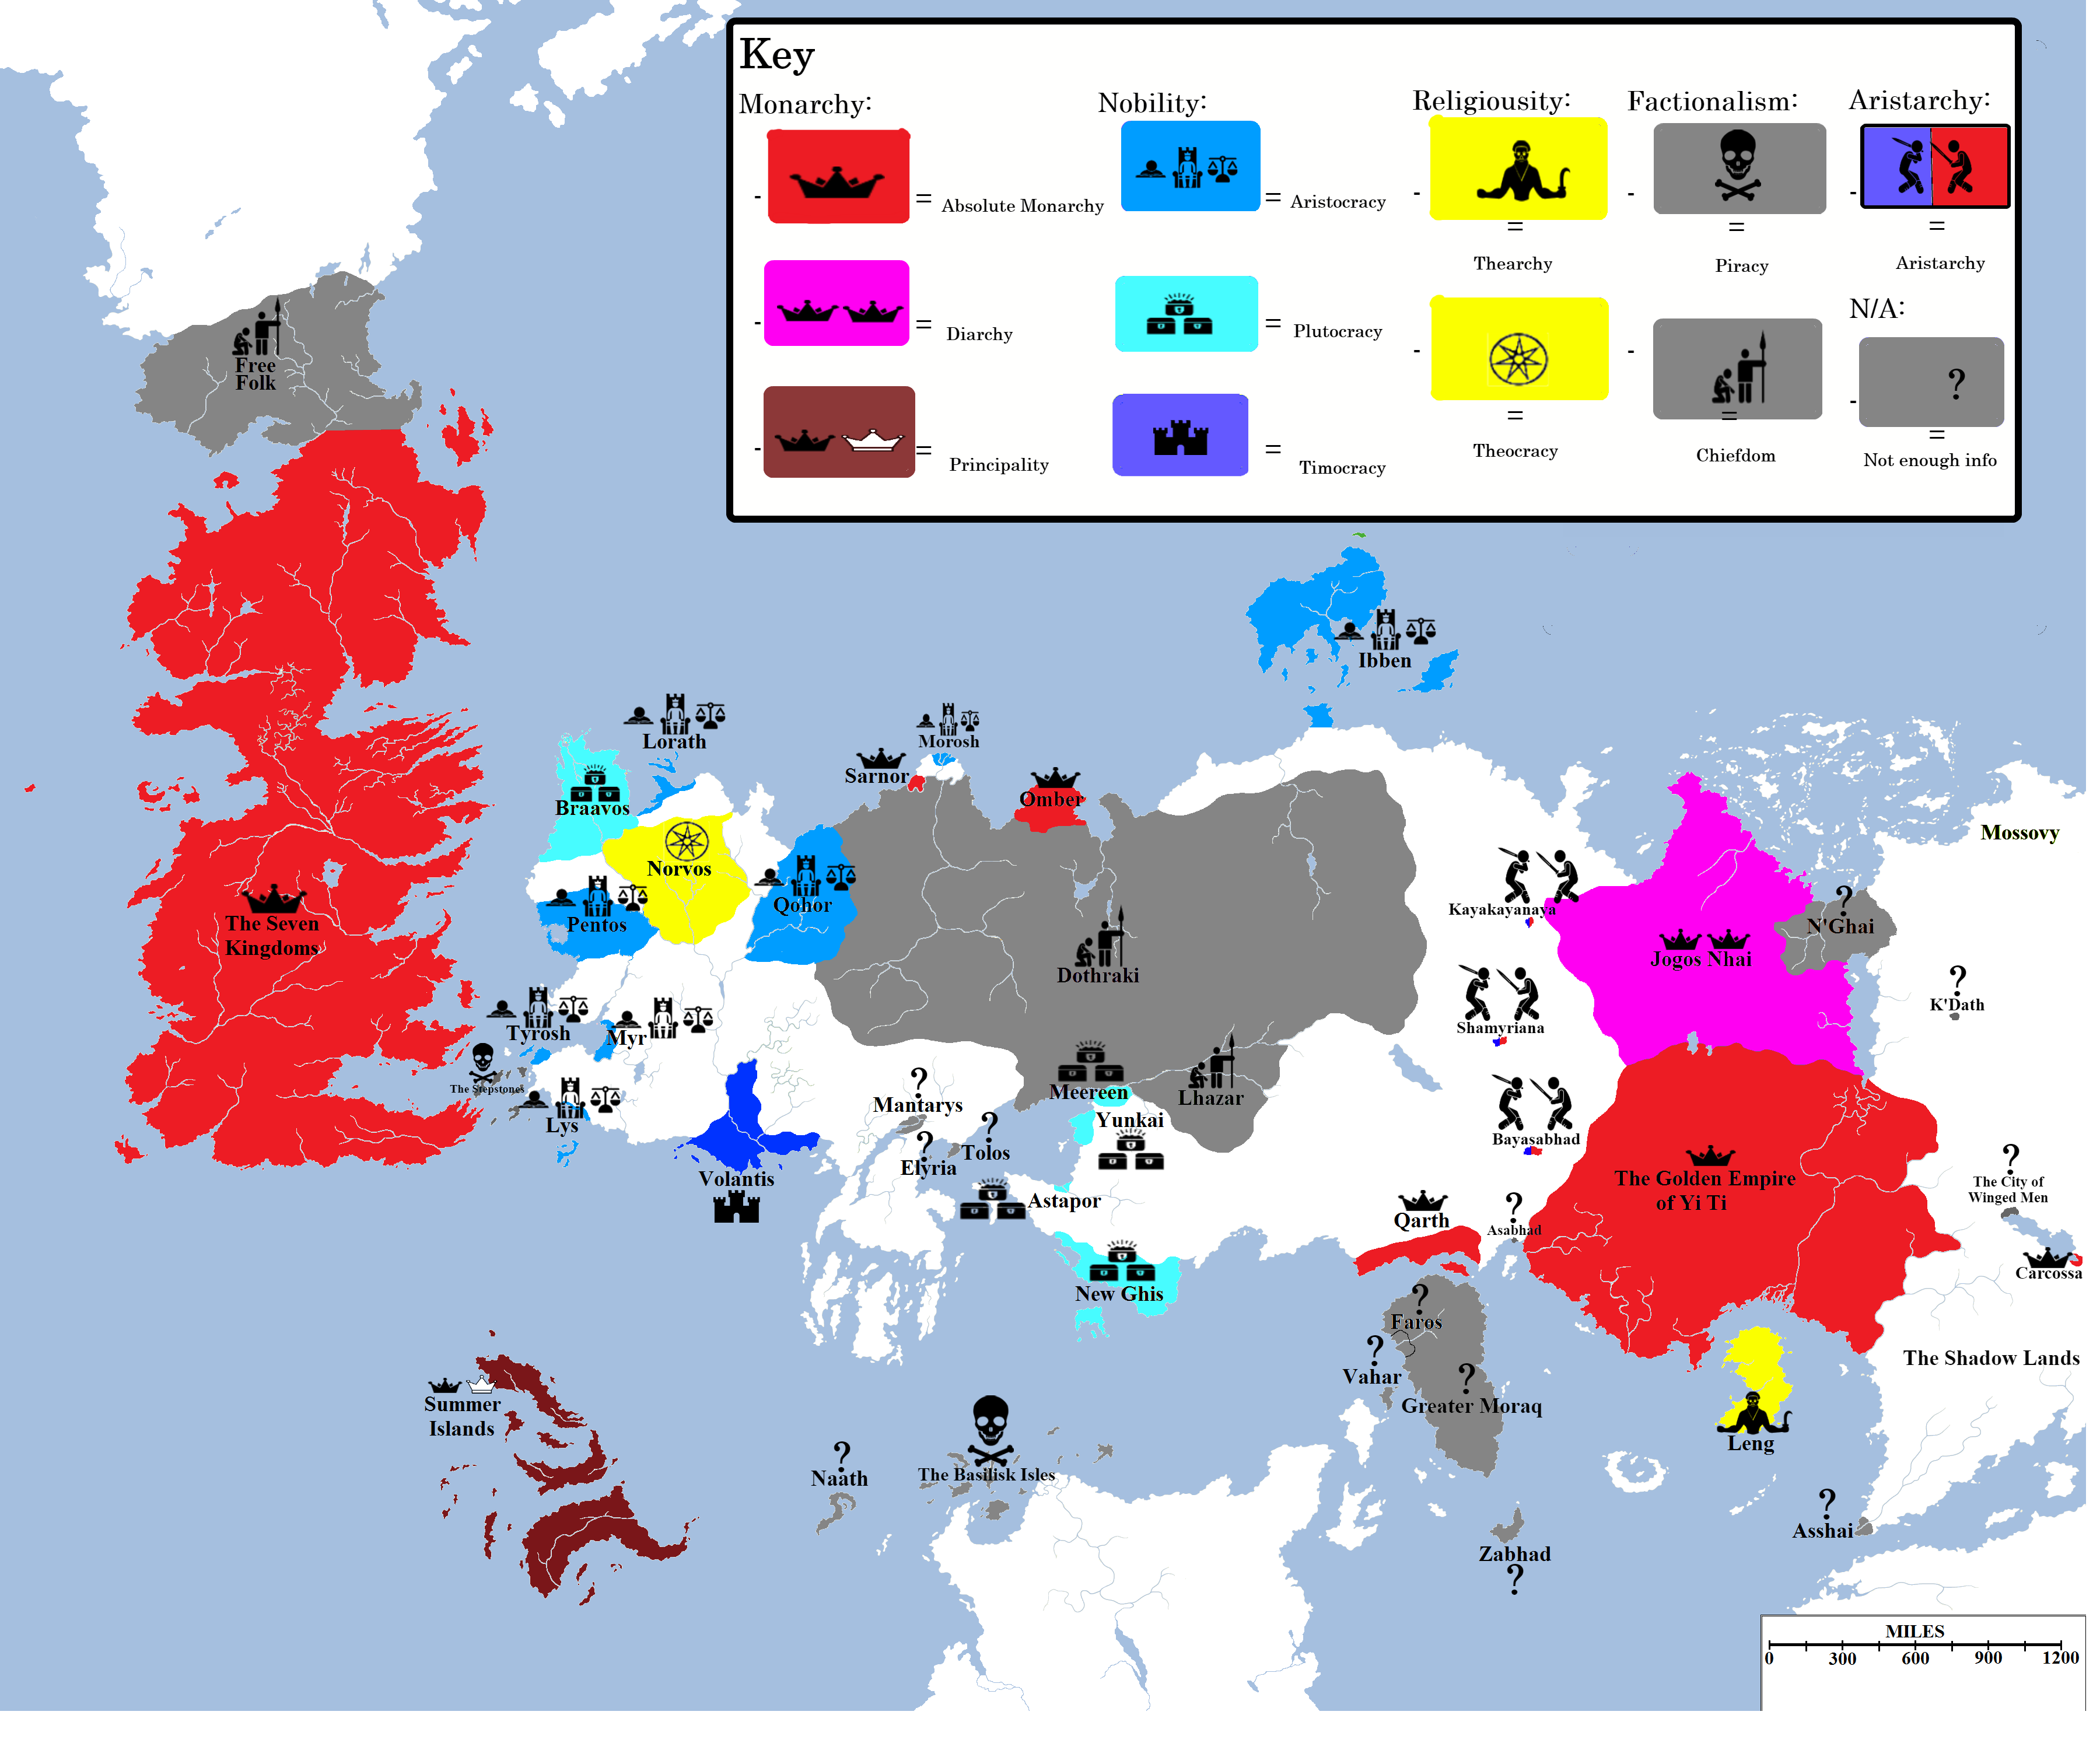 Key
Monarchy:
Nobility:
Religiousity:
Factionalism:
Aristarchy:
- = Absolute Monarchy
= Aristocracy
- =
Thearchy
- =
Piracy
- =
Aristarchy
- = Diarchy
= Plutocracy
- =
Theocracy
- =
Chiefdom
N/A:
- ? =
Not enough info
- = Principality
= Timocracy
Free
Folk
Ibben
Lorath
Morosh
Sarnor
Omber
Braavos
Mossovy
Norvos
Qohor
Pentos
Kayakayanaya
The Seven
Kingdoms
?
N'Ghai
Jogos Nhai
Dothraki
?
K'Dath
Tyrosh
Myr
Shamyriana
The Stepstones
Lys
Meereen
Lhazar
?
Mantarys
Yunkai
?
Tolos
?
Elyria
Bayasabhad
Volantis
Astapor
The Golden Empire
of Yi Ti
?
The City of
Winged Men
Qarth
?
Asabhad
Carcossa
New Ghis
?
Faros
?
Vahar
?
Greater Moraq
The Shadow Lands
Summer
Islands
Leng
?
Naath
The Basilisk Isles
?
Asshai
Zabhad
?
MILES
0 300 600 900 1200